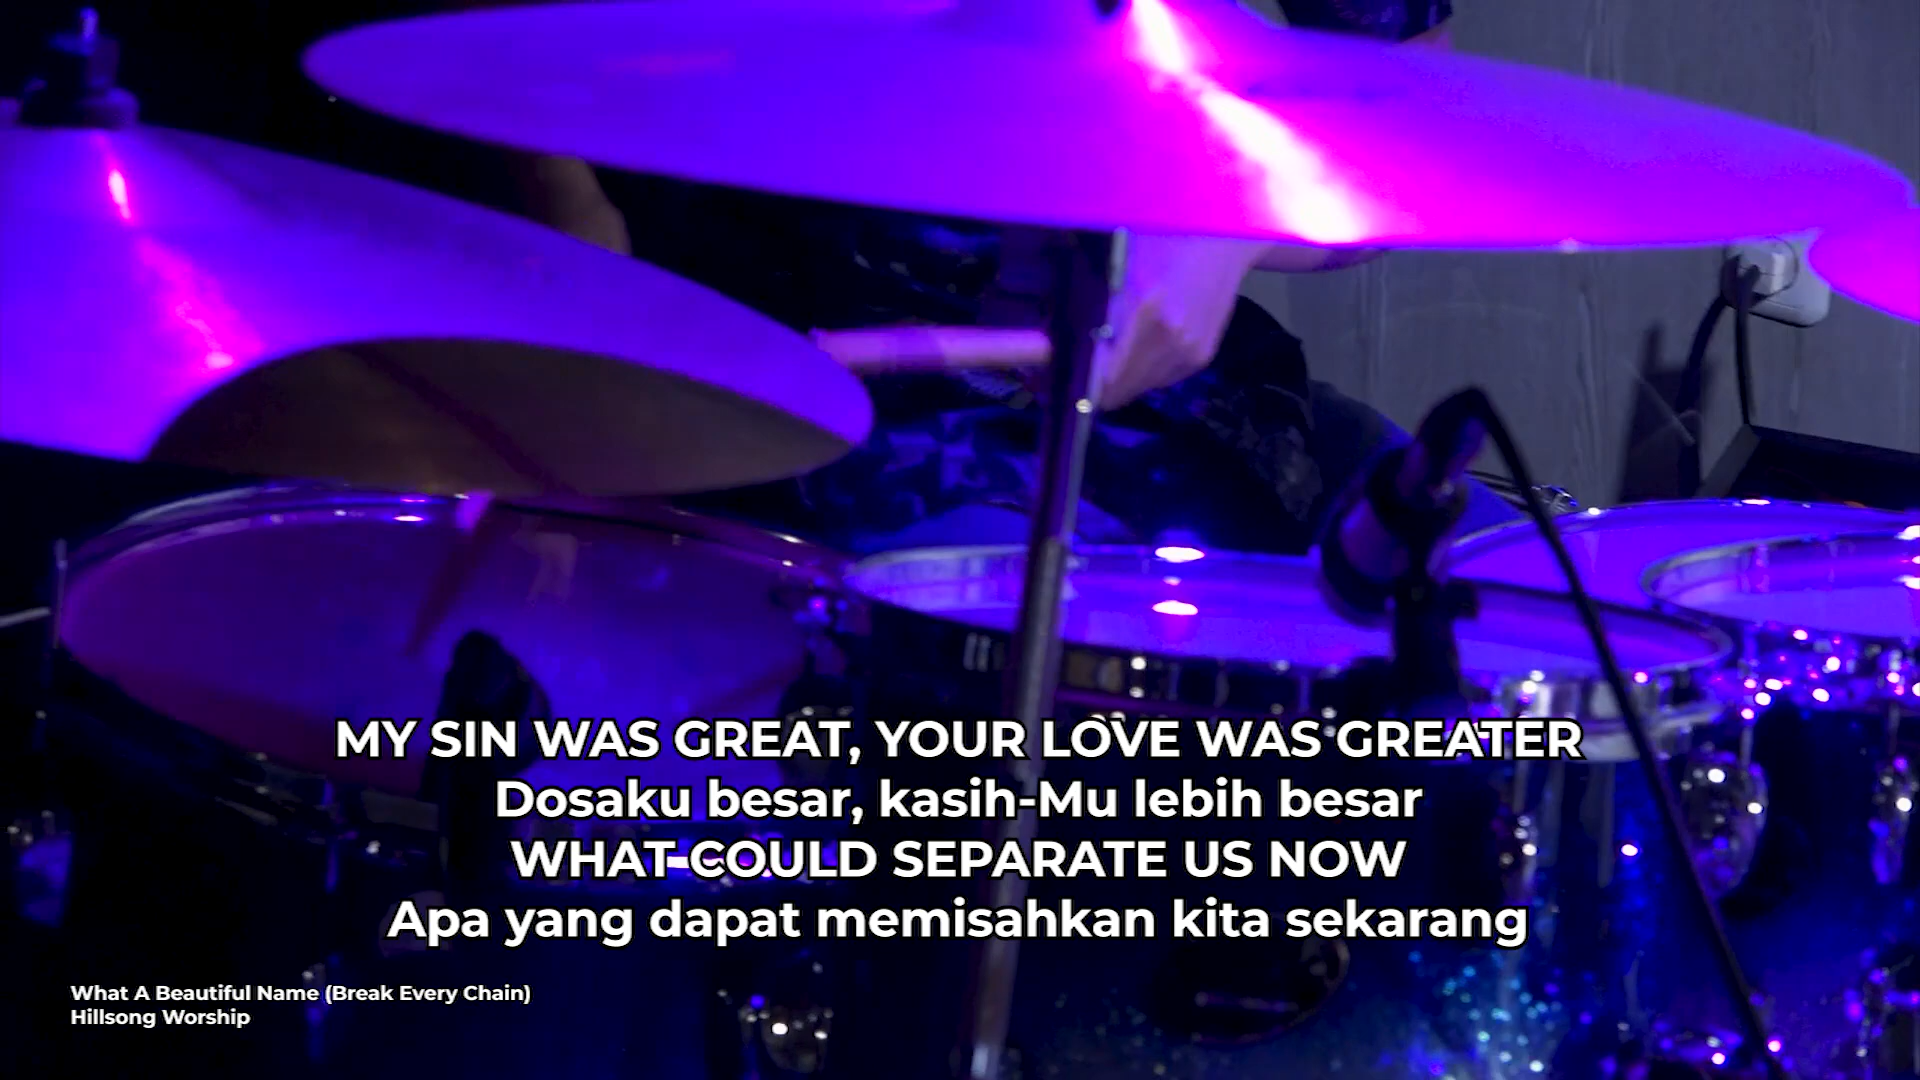 MY SIN WAS GREAT, YOUR LOVE WAS GREATER
Dosaku besar, kasih-Mu lebih besar
WHAT COULD SEPARATE US NOW
Apa yang dapat memisahkan kita sekarang
What A Beautiful Name (Break Every Chain)
Hillsong Worship